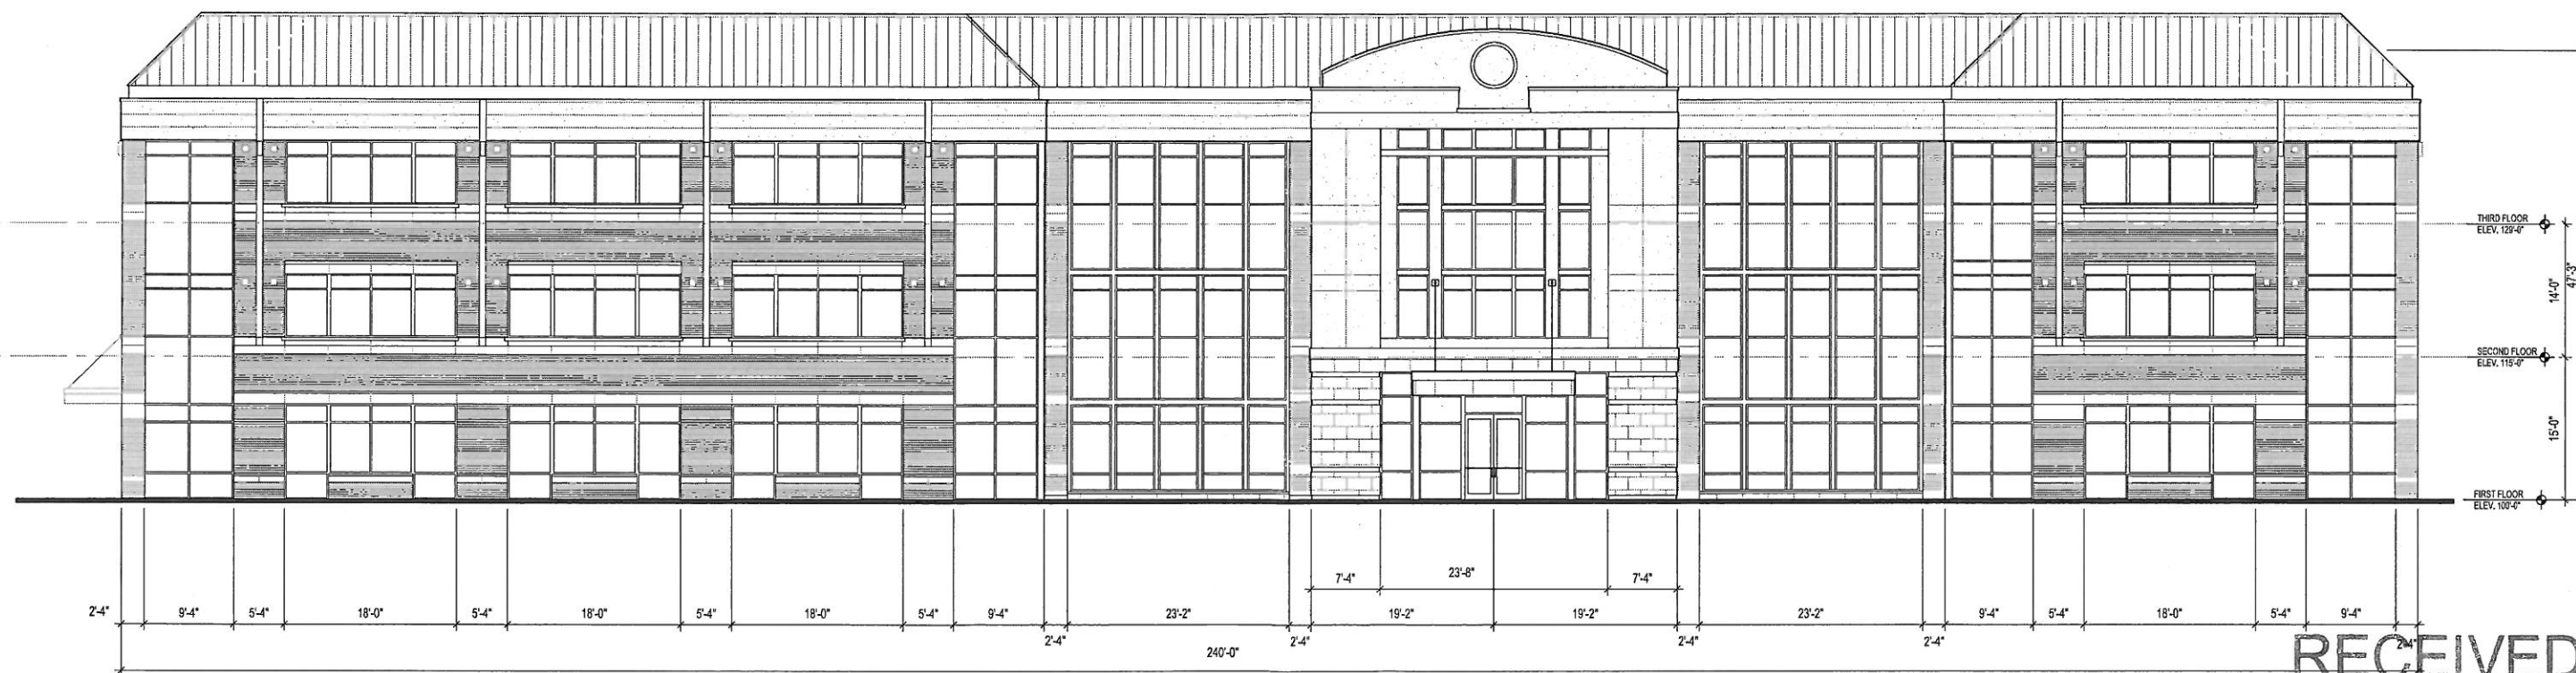 THIRD FLOOR
ELEV. 129'-0"
47'-3"
14'-0"
SECOND FLOOR
ELEV. 115'-0"
15'-0"
FIRST FLOOR
ELEV. 100'-0"
7'-4" 23'-8" 7'-4"
2'-4" 9'-4" 5'-4" 18'-0" 5'-4" 18'-0" 5'-4" 18'-0" 5'-4" 9'-4" 23'-2" 19'-2" 19'-2" 23'-2" 9'-4" 5'-4" 18'-0" 5'-4" 9'-4"
2'-4" 2'-4" 2'-4" 2'-4" 2'-4"
240'-0"
RECEIVED